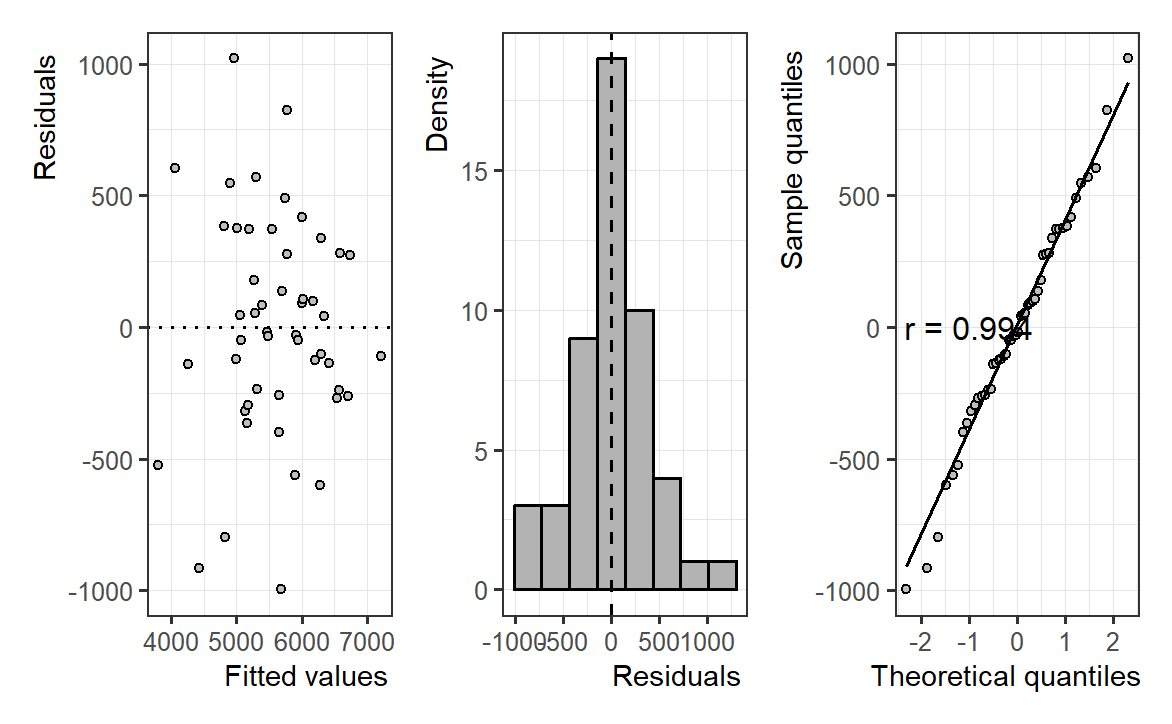 Residuals
1000
500
0
-500
-1000
4000 5000 6000 7000
Fitted values
Density
15
10
5
0
-1000 -500 0 500 1000
Residuals
Sample quantiles
1000
500
0
-500
-1000
r = 0.994
-2 -1 0 1 2
Theoretical quantiles